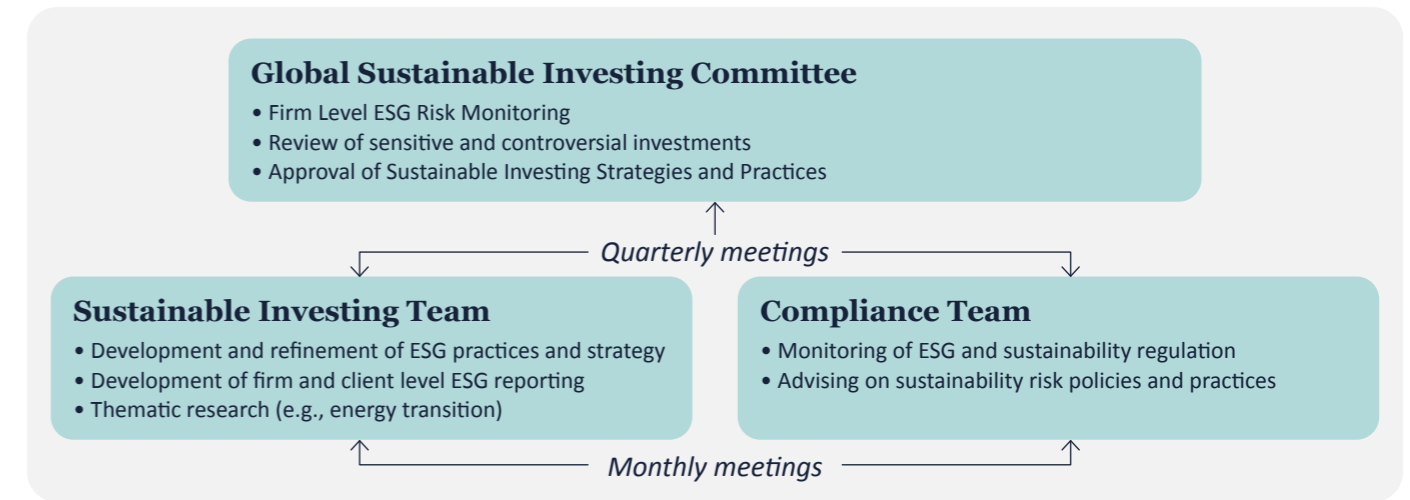 Global Sustainable Investing Committee
• Firm Level ESG Risk Monitoring
• Review of sensitive and controversial investments
• Approval of Sustainable Investing Strategies and Practices
Quarterly meetings
Sustainable Investing Team
• Development and refinement of ESG practices and strategy
• Development of firm and client level ESG reporting
• Thematic research (e.g., energy transition)
Compliance Team
• Monitoring of ESG and sustainability regulation
• Advising on sustainability risk policies and practices
Monthly meetings